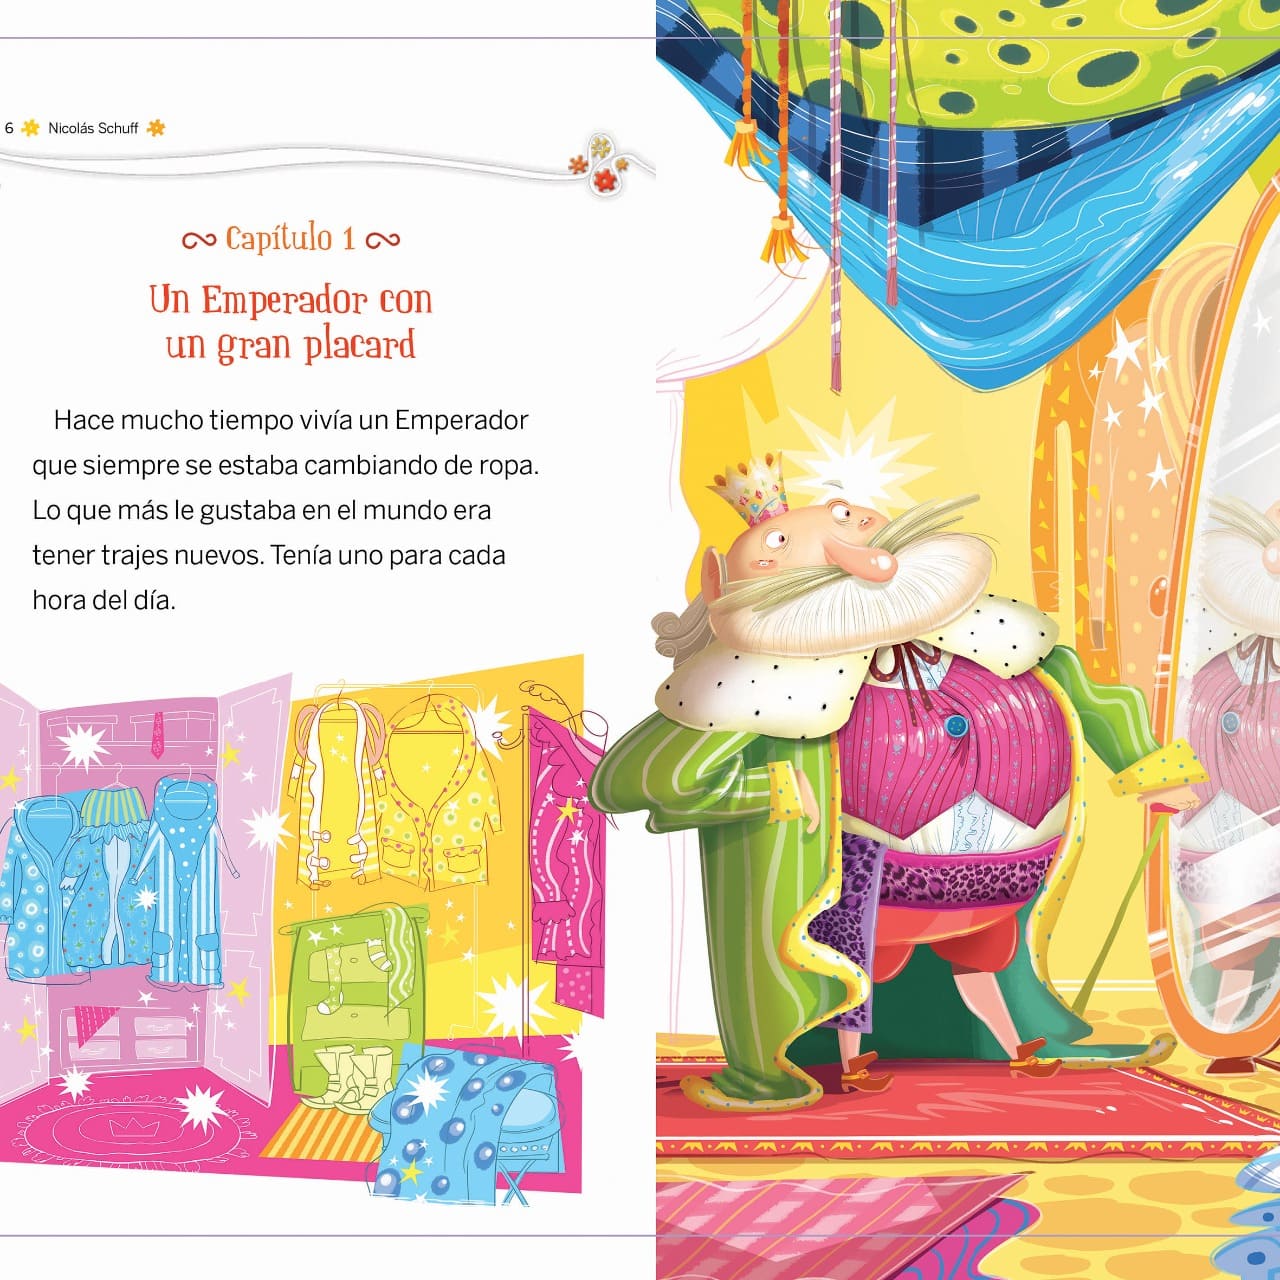 6 Nicolás Schuff
Capítulo 1
Un Emperador con
un gran placard
Hace mucho tiempo vivía un Emperador
que siempre se estaba cambiando de ropa.
Lo que más le gustaba en el mundo era
tener trajes nuevos. Tenía uno para cada
hora del día.